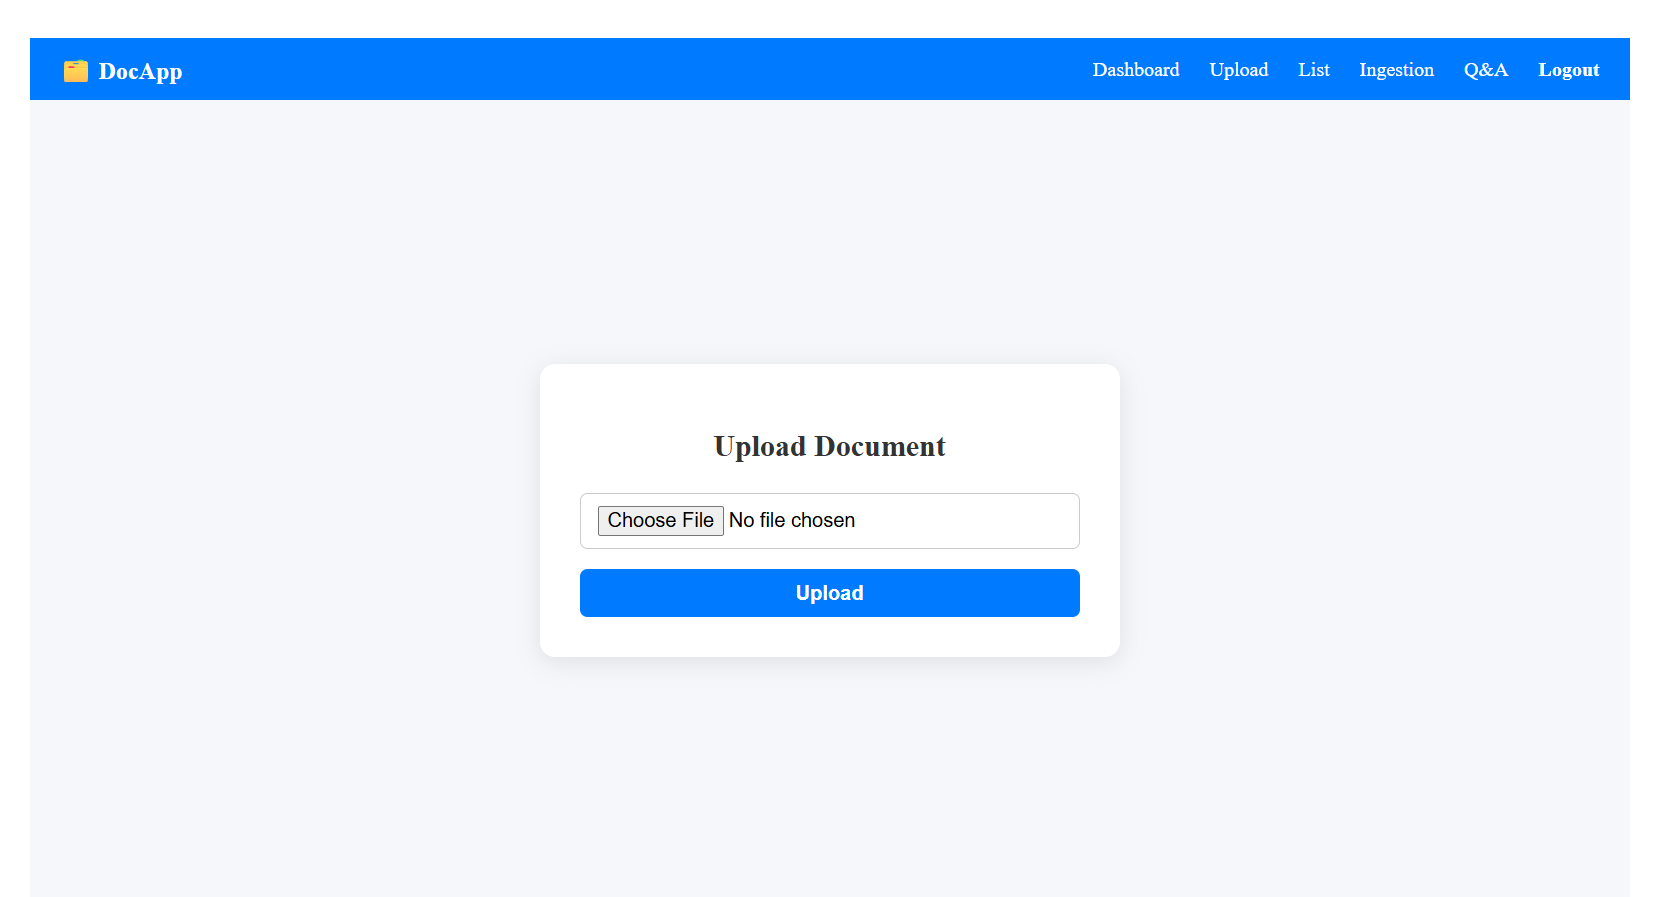 DocApp
Dashboard Upload List Ingestion Q&A Logout
Upload Document
Choose File No file chosen
Upload